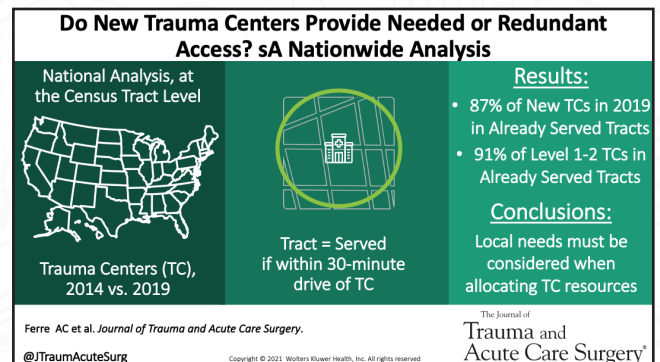 Do New Trauma Centers Provide Needed or Redundant
Access? sA Nationwide Analysis
National Analysis, at
the Census Tract Level
Trauma Centers (TC),
2014 vs. 2019
Tract = Served
if within 30-minute
drive of TC
Results:
• 87% of New TCs in 2019
in Already Served Tracts
• 91% of Level 1-2 TCs in
Already Served Tracts
Conclusions:
Local needs must be
considered when
allocating TC resources
Ferre AC et al. Journal of Trauma and Acute Care Surgery.
@JTraumAcuteSurg
Copyright © 2021 Wolters Kluwer Health, Inc. All rights reserved
The Journal of
Trauma and
Acute Care Surgery®